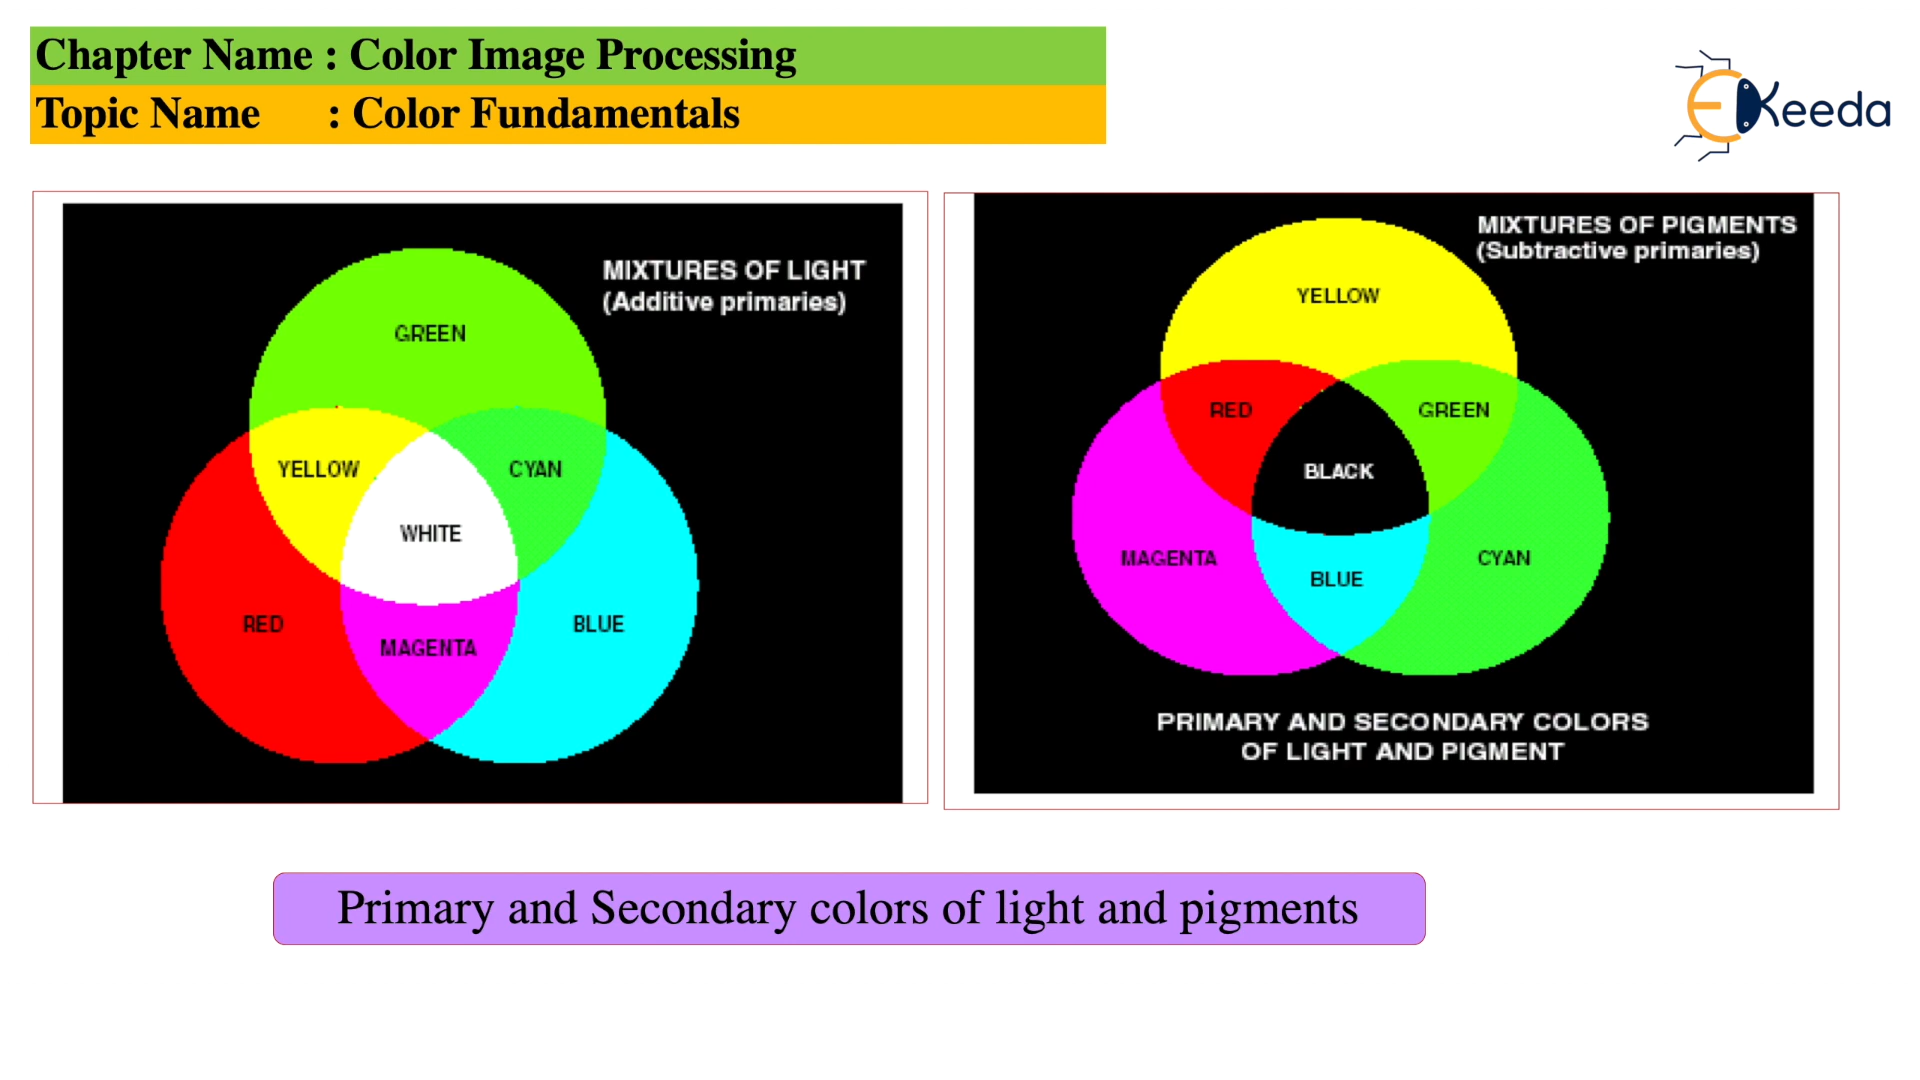 Chapter Name : Color Image Processing
Topic Name : Color Fundamentals
EKeeda
MIXTURES OF LIGHT
(Additive primaries)
GREEN
YELLOW
CYAN
WHITE
RED
BLUE
MAGENTA
MIXTURES OF PIGMENTS
(Subtractive primaries)
YELLOW
RED
GREEN
BLACK
MAGENTA
CYAN
BLUE
PRIMARY AND SECONDARY COLORS
OF LIGHT AND PIGMENT
Primary and Secondary colors of light and pigments